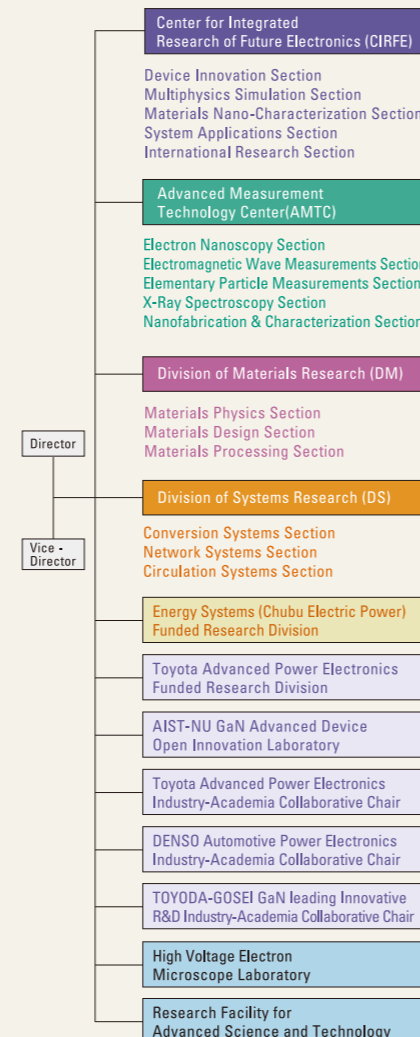 Center for Integrated
Research of Future Electronics (CIRFE)
Device Innovation Section
Multiphysics Simulation Section
Materials Nano-Characterization Section
System Applications Section
International Research Section
Advanced Measurement
Technology Center(AMTC)
Electron Nanoscopy Section
Electromagnetic Wave Measurements Section
Elementary Particle Measurements Section
X-Ray Spectroscopy Section
Nanofabrication & Characterization Section
Division of Materials Research (DM)
Materials Physics Section
Materials Design Section
Materials Processing Section
Director
Vice -
Director
Division of Systems Research (DS)
Conversion Systems Section
Network Systems Section
Circulation Systems Section
Energy Systems (Chubu Electric Power)
Funded Research Division
Toyota Advanced Power Electronics
Funded Research Division
AIST-NU GaN Advanced Device
Open Innovation Laboratory
Toyota Advanced Power Electronics
Industry-Academia Collaborative Chair
DENSO Automotive Power Electronics
Industry-Academia Collaborative Chair
TOYODA-GOSEI GaN leading Innovative
R&D Industry-Academia Collaborative Chair
High Voltage Electron
Microscope Laboratory
Research Facility for
Advanced Science and Technology